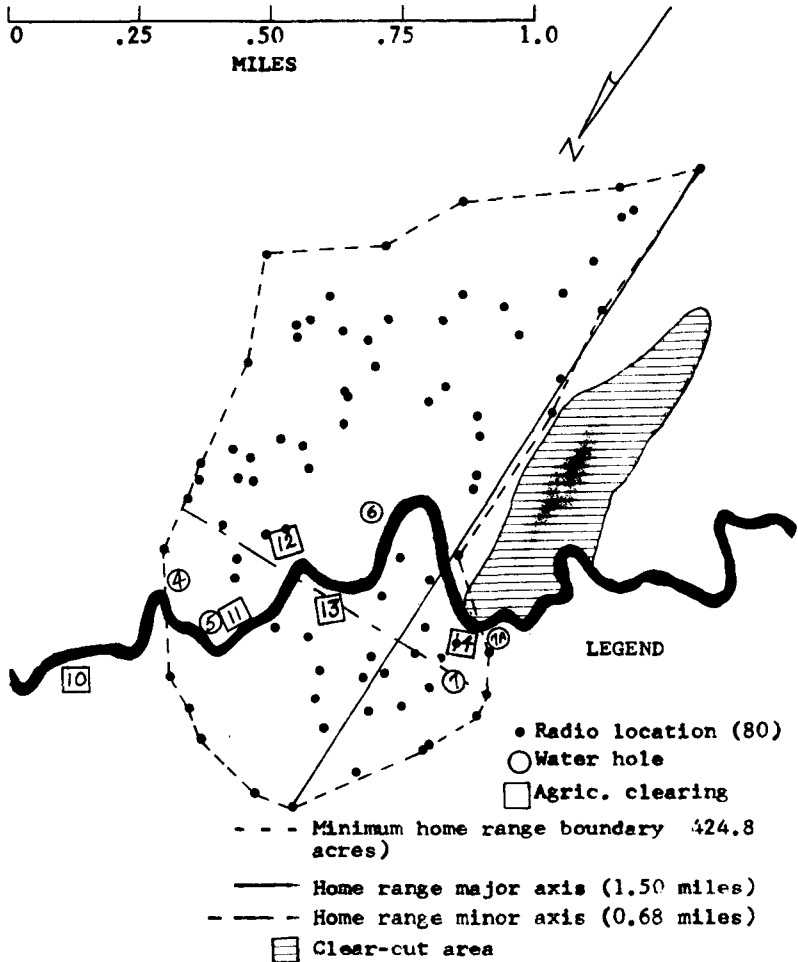 0 .25 .50 .75 1.0
MILES
N
6
12
4
5 11 13
14 7A
10
7
LEGEND
Radio location (80)
Water hole
Agric. clearing
Minimum home range boundary 424.8
acres)
Home range major axis (1.50 miles)
Home range minor axis (0.68 miles)
Clear-cut area